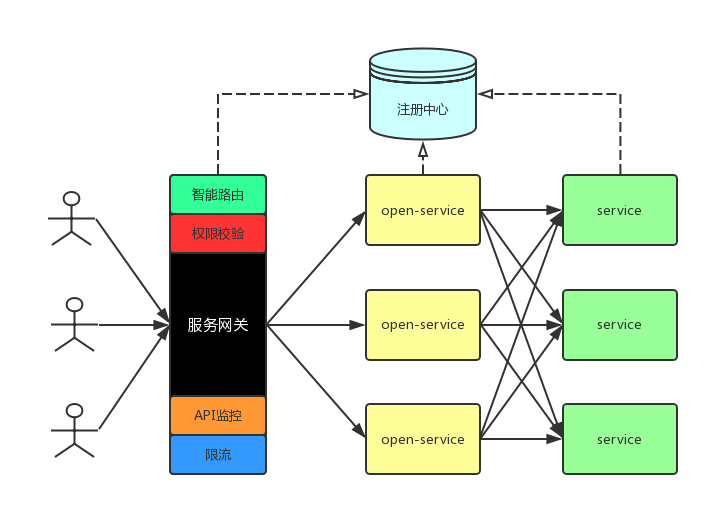 注册中心
智能路由
权限校验
服务网关
API监控
限流
open-service
service
open-service
service
open-service
service